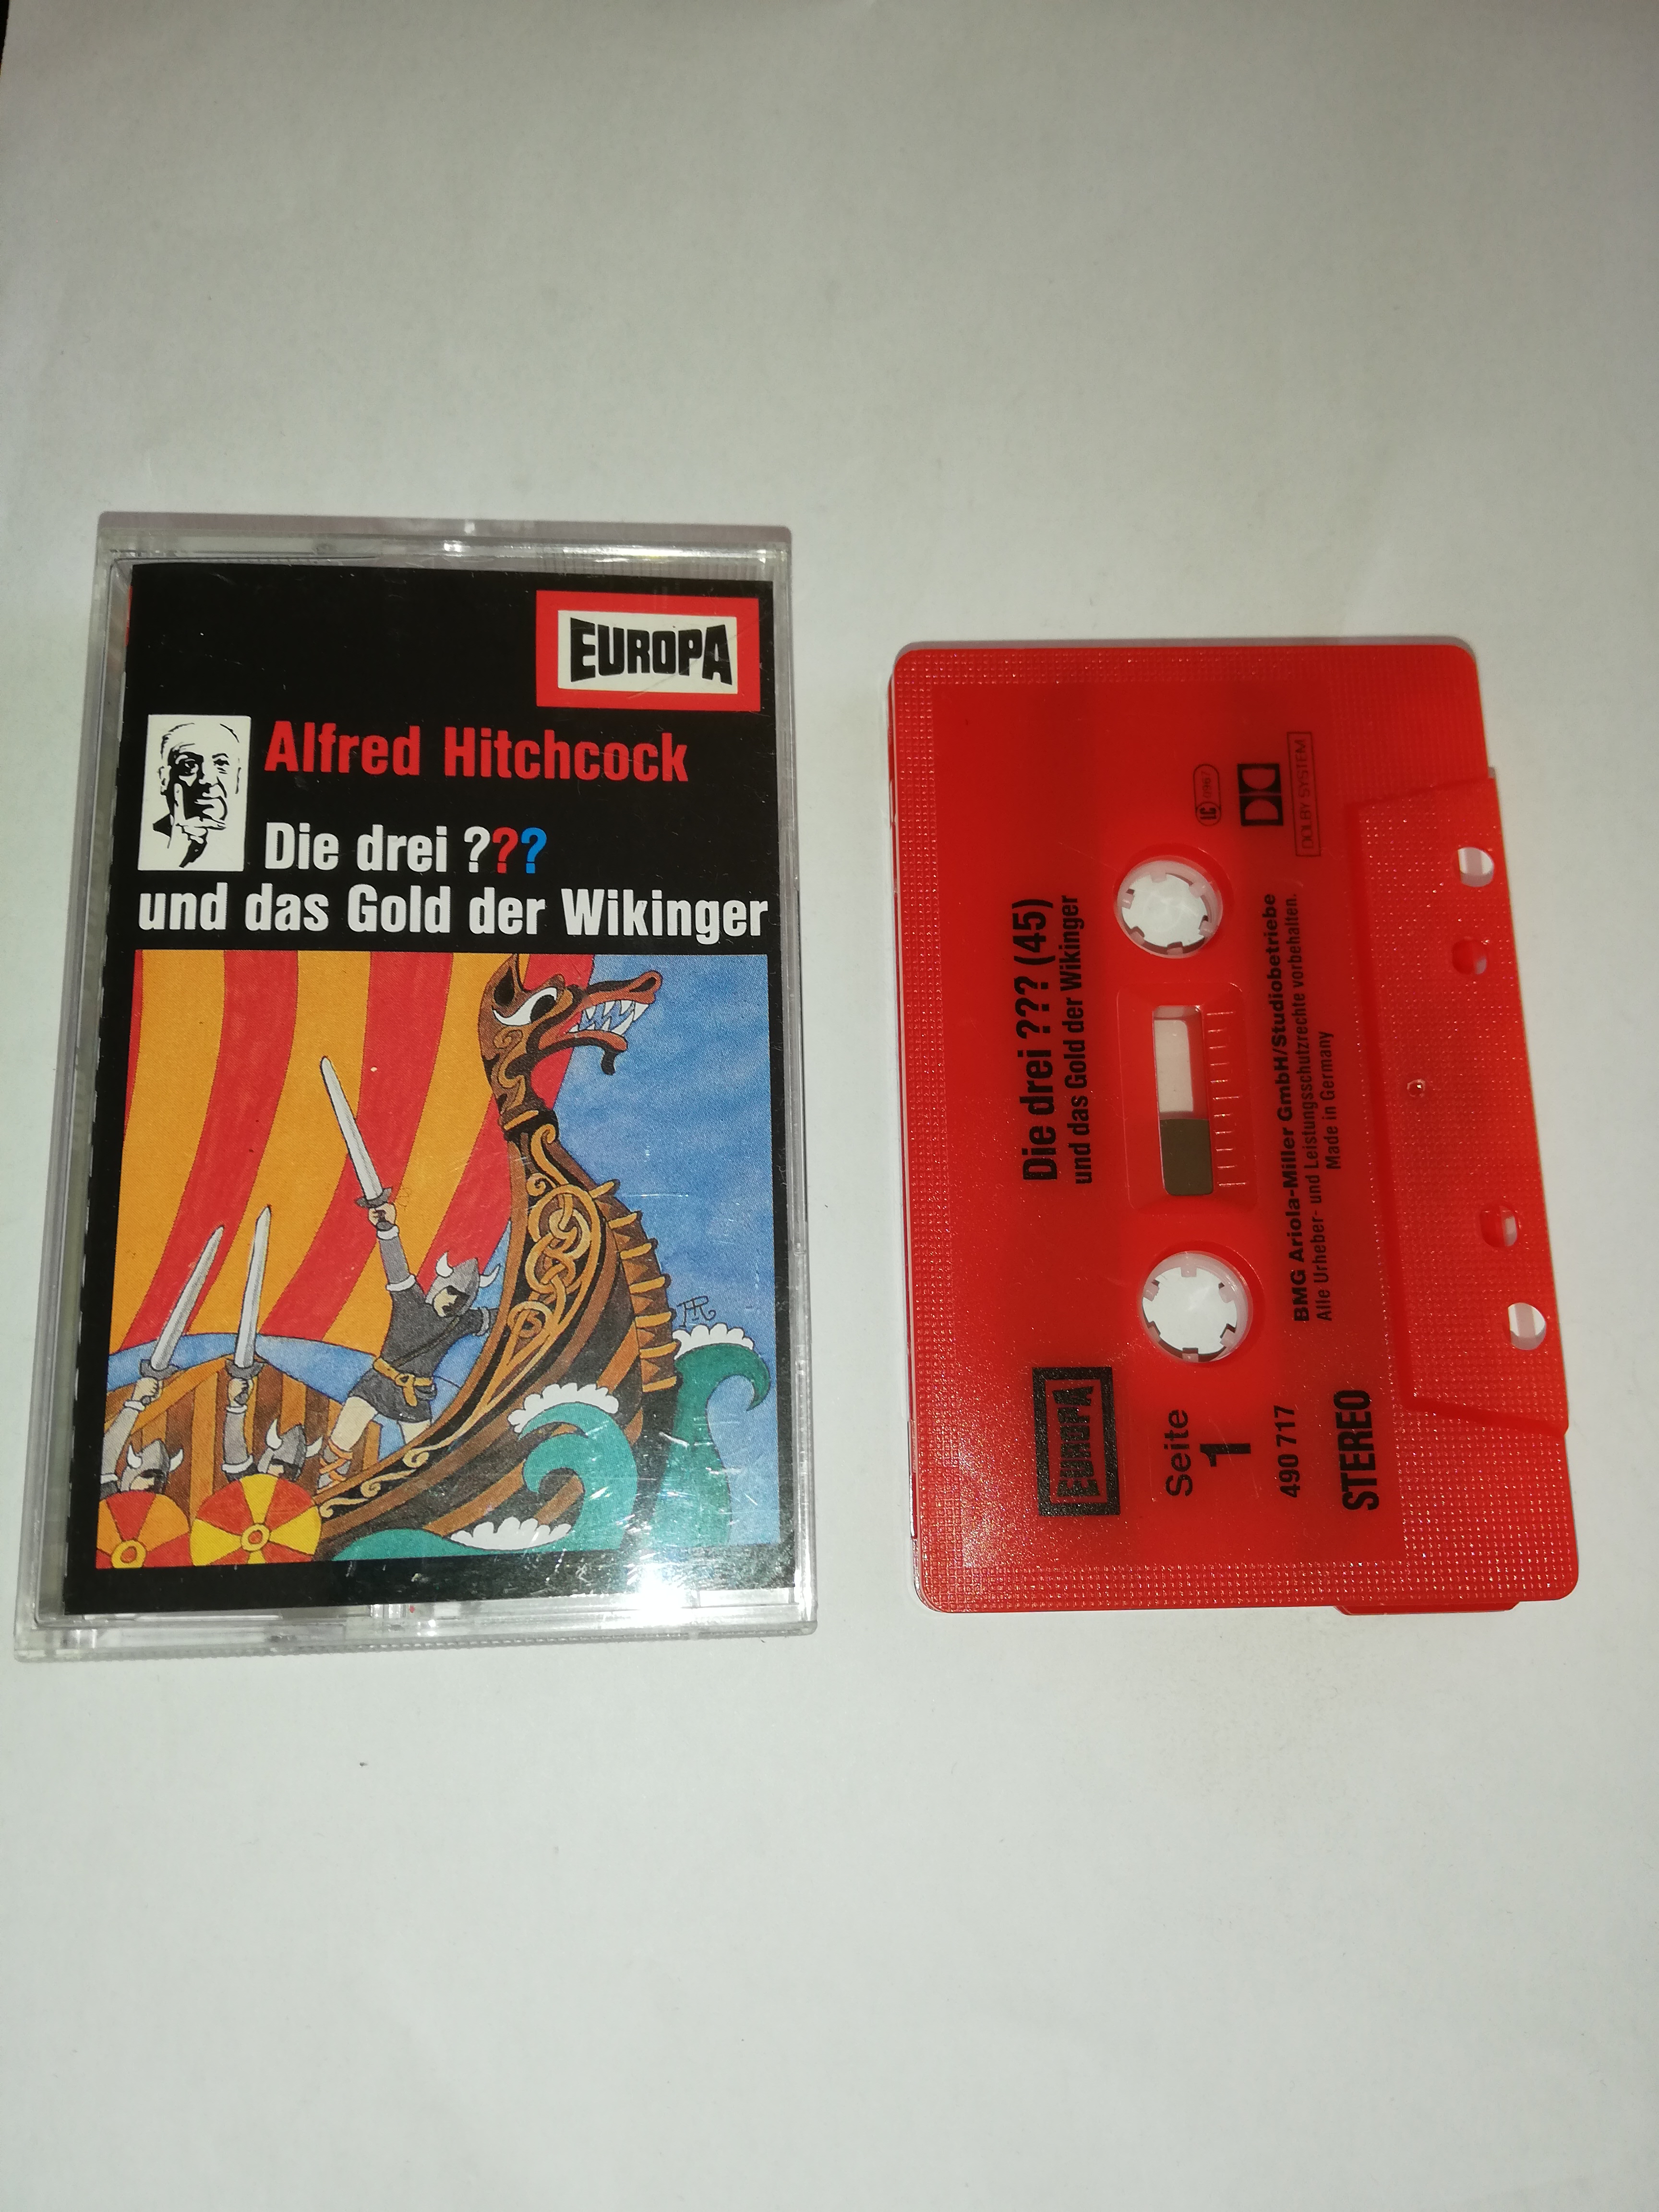 EUROPA
Alfred Hitchcock
Die drei ???
und das Gold der Wikinger
Die drei ??? (45)
und das Gold der Wikinger
EUROPA
Seite
1
490 717
STEREO
LC
DOLBY SYSTEM
BMG Ariola-Miller GmbH/Studiobetriebe
Alle Urheber- und Leistungsschutzrechte vorbehalten.
Made in Germany